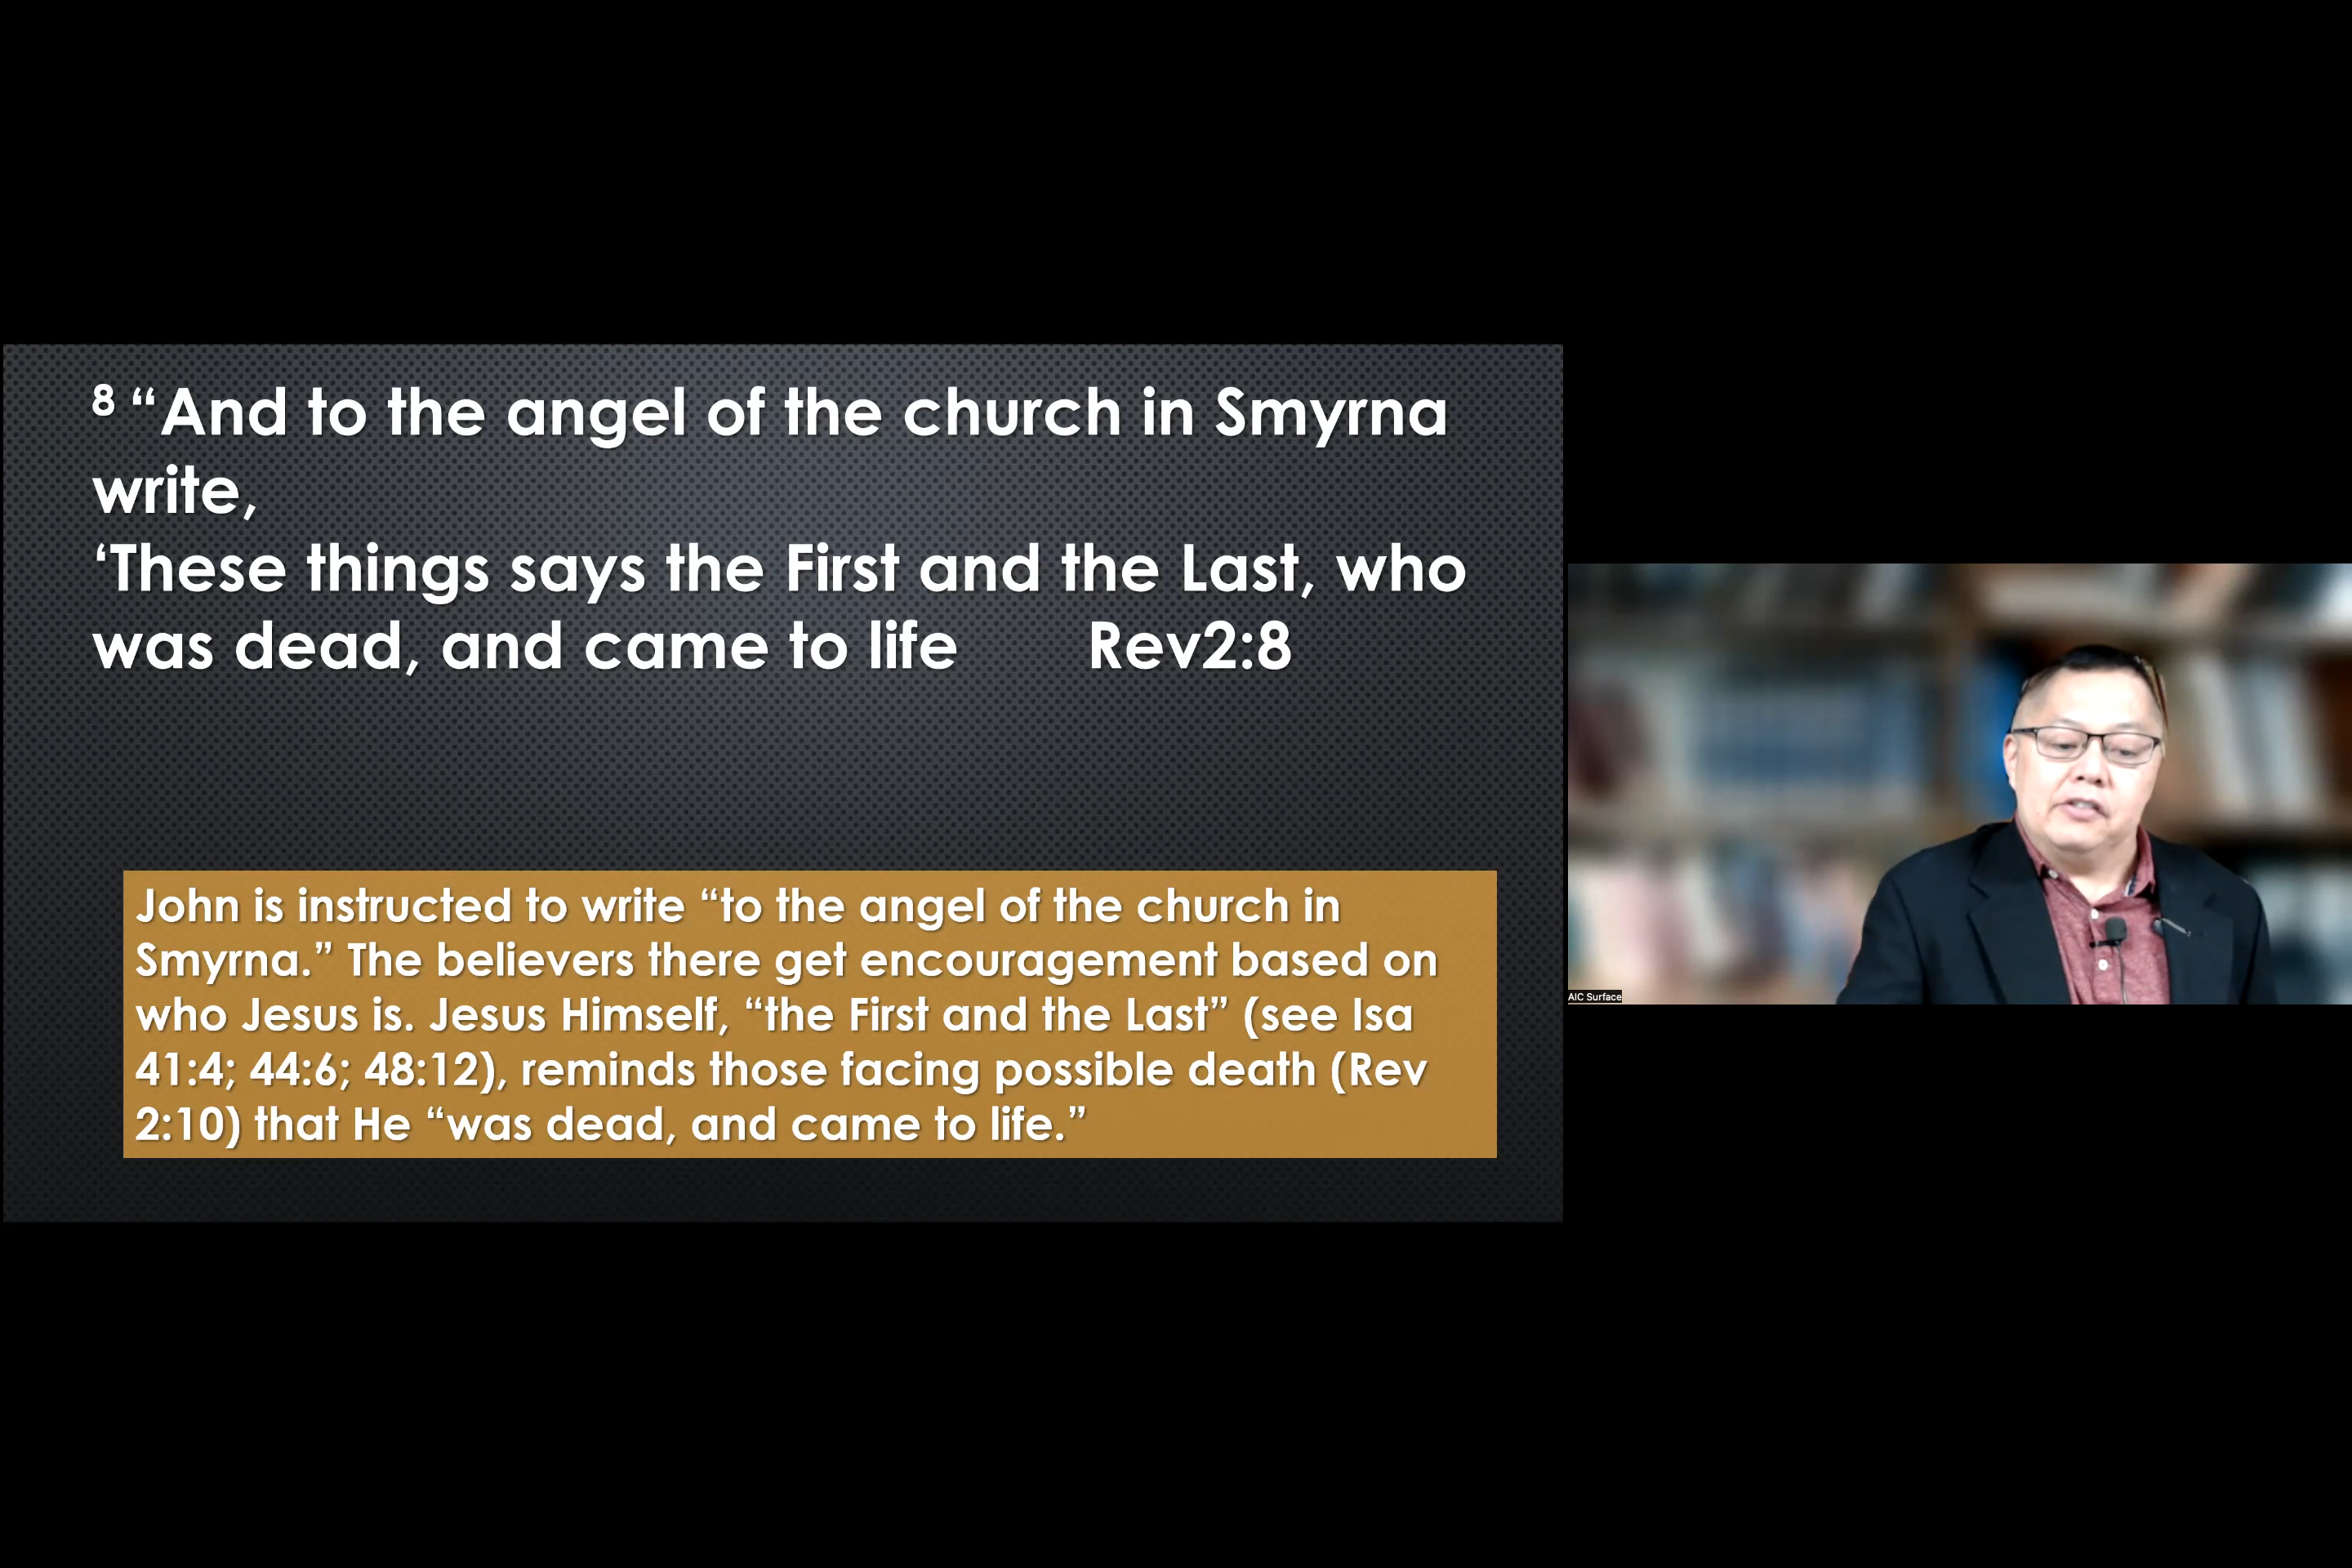 8 “And to the angel of the church in Smyrna
write,
‘These things says the First and the Last, who
was dead, and came to life Rev2:8
John is instructed to write “to the angel of the church in
Smyrna.” The believers there get encouragement based on
who Jesus is. Jesus Himself, “the First and the Last” (see Isa
41:4; 44:6; 48:12), reminds those facing possible death (Rev
2:10) that He “was dead, and came to life.”
AIC Surface